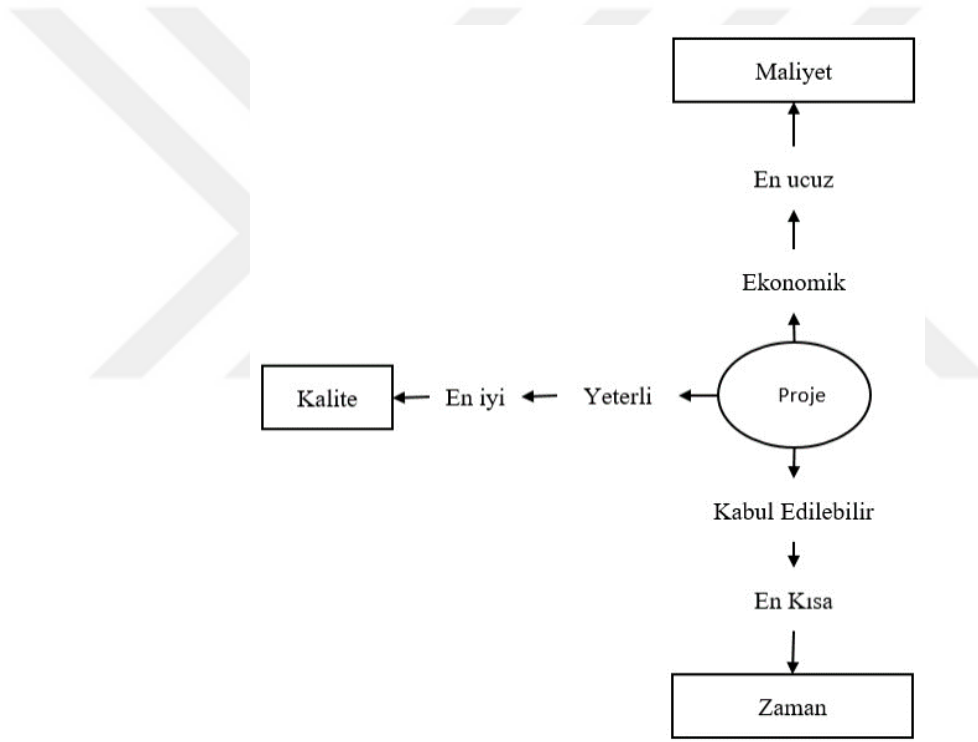 Maliyet
En ucuz
Ekonomik
Kalite
En iyi
Yeterli
Proje
Kabul Edilebilir
En Kısa
Zaman